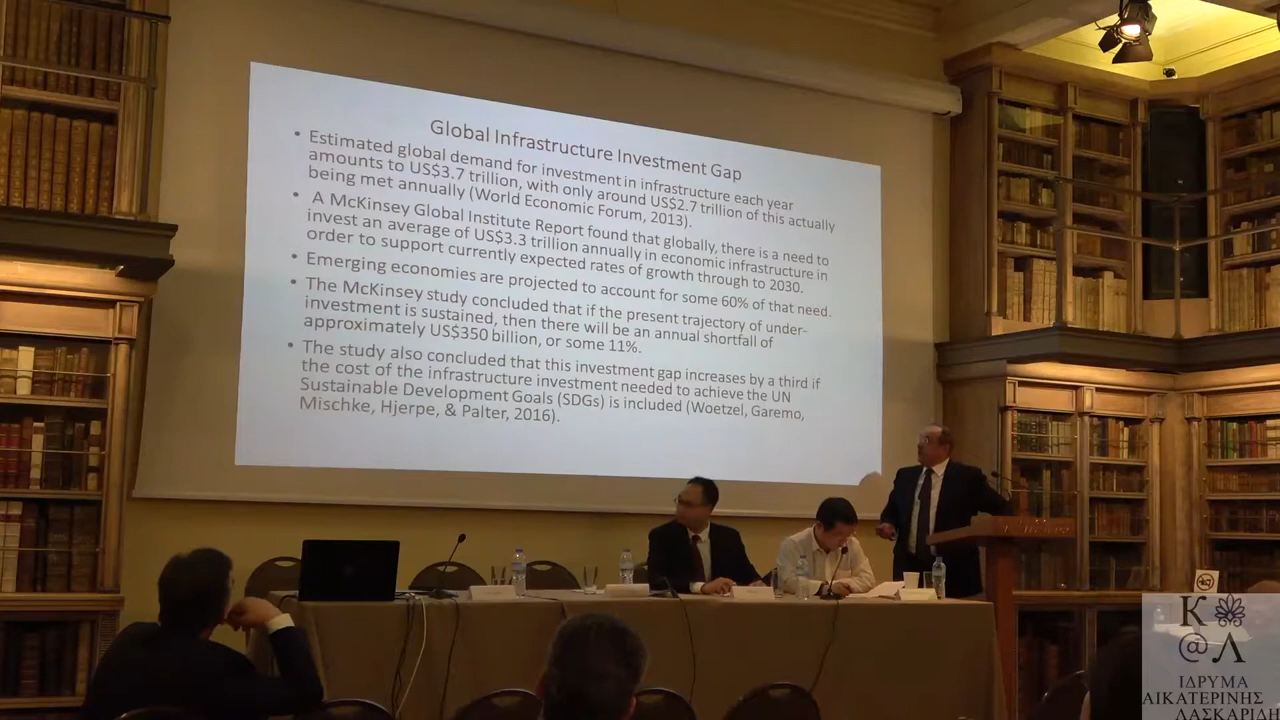 Global Infrastructure Investment Gap
• Estimated global demand for investment in infrastructure each year
amounts to US$3.7 trillion, with only around US$2.7 trillion of this actually
being met annually (World Economic Forum, 2013).
• A McKinsey Global Institute Report found that globally, there is a need to
invest an average of US$3.3 trillion annually in economic infrastructure in
order to support currently expected rates of growth through to 2030.
• Emerging economies are projected to account for some 60% of that need.
• The McKinsey study concluded that if the present trajectory of under-
investment is sustained, then there will be an annual shortfall of
approximately US$350 billion, or some 11%.
• The study also concluded that this investment gap increases by a third if
the cost of the infrastructure investment needed to achieve the UN
Sustainable Development Goals (SDGs) is included (Woetzel, Garemo,
Mischke, Hjerpe, & Palter, 2016).
Κ
@ Λ
ΙΔΡΥΜΑ
ΑΙΚΑΤΕΡΙΝΗΣ
ΛΑΣΚΑΡΙΔΗ